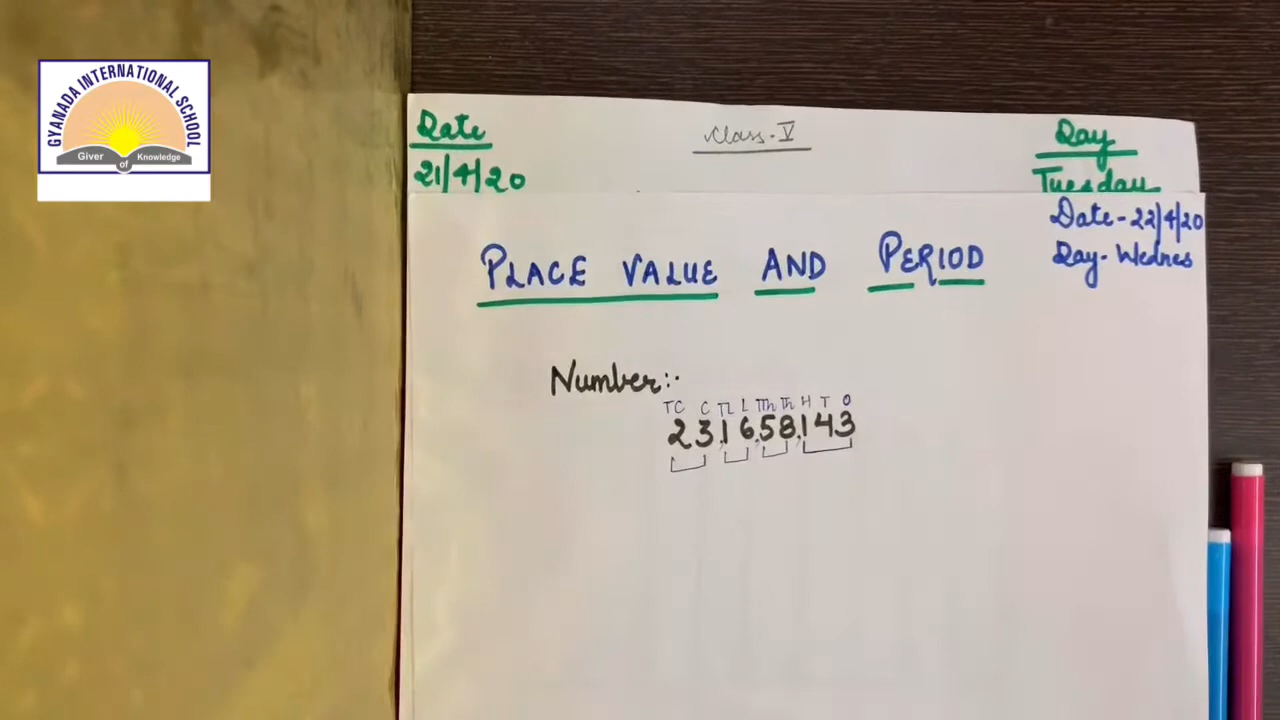 GYANADA INTERNATIONAL SCHOOL
Giver of Knowledge
Date
21/4/20
Class-V
Day
Tuesday
Date-22/4/20
Day-Wednes
PLACE VALUE AND PERIOD
Number:-
TC C TL L TTh Th H T O
23,16,58,143